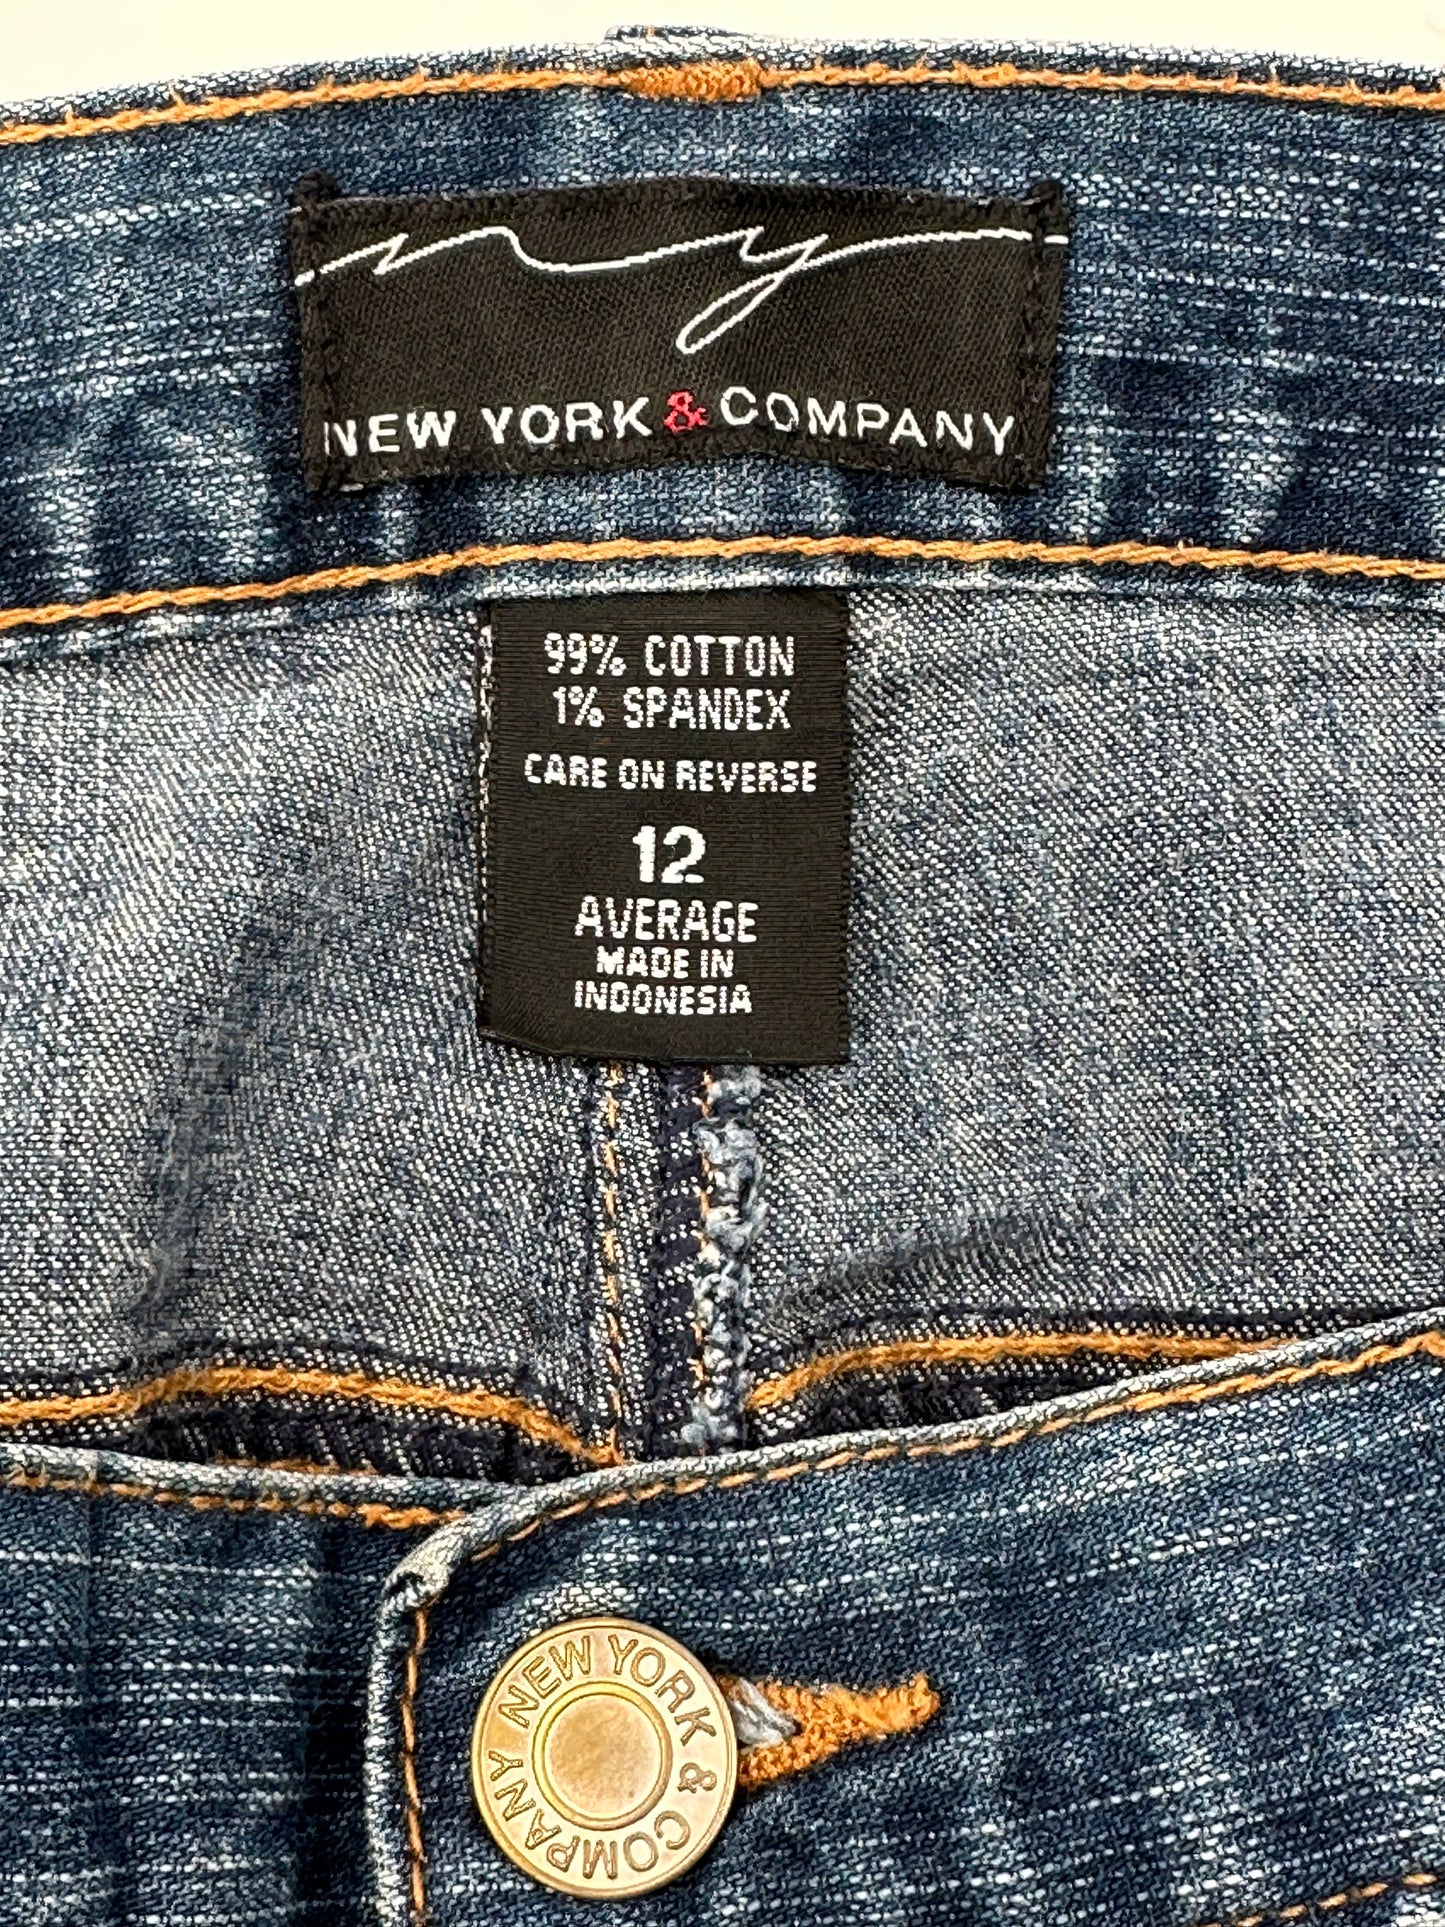 ny
NEW YORK & COMPANY
99% COTTON
1% SPANDEX
CARE ON REVERSE
12
AVERAGE
MADE IN
INDONESIA
NEW YORK & COMPANY